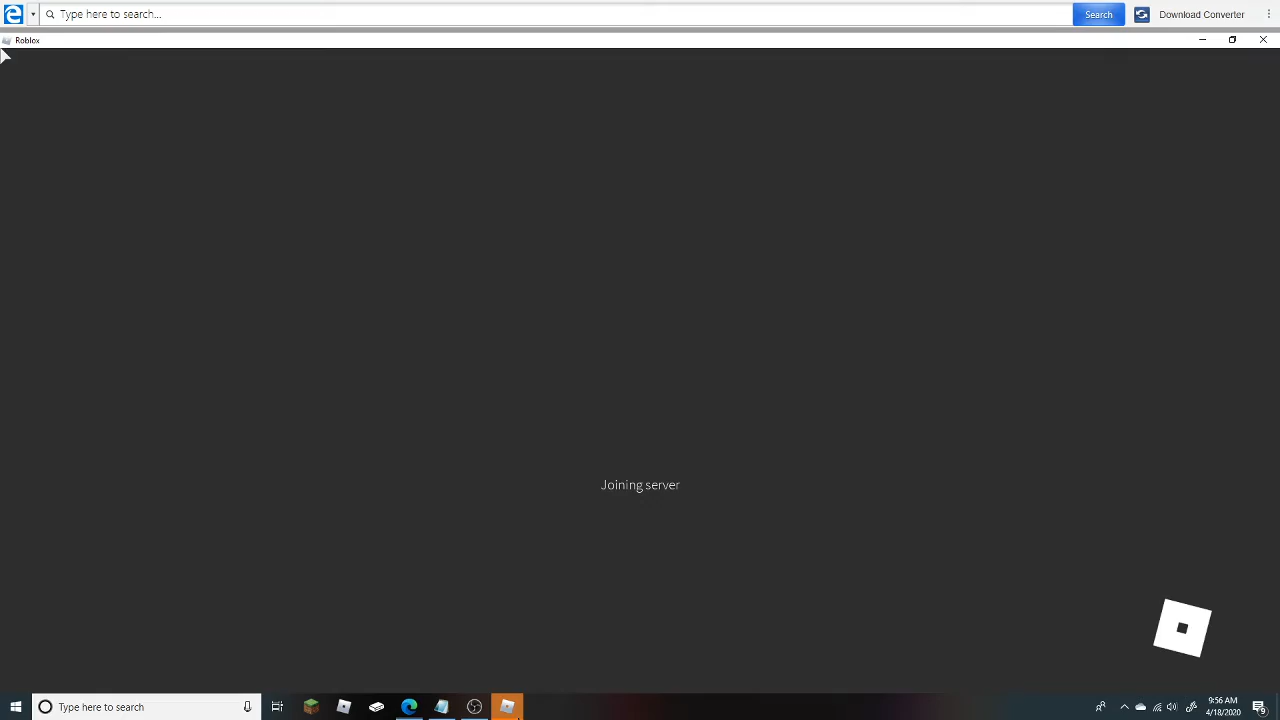 Type here to search...
Search
Download Converter
Roblox
Joining server
Type here to search
9:56 AM
4/18/2020
9